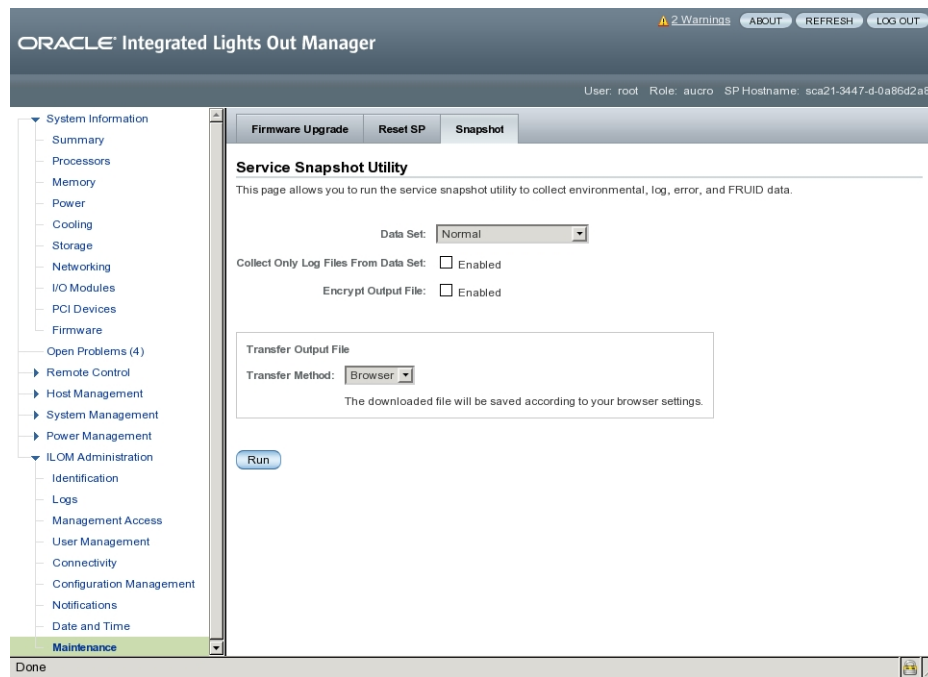 2 Warnings ABOUT REFRESH LOG OUT
ORACLE Integrated Lights Out Manager
User: root Role: aucro SP Hostname: sca21-3447-d-0a86d2a8
System Information
Summary
Processors
Memory
Power
Cooling
Storage
Networking
I/O Modules
PCI Devices
Firmware
Open Problems (4)
Remote Control
Host Management
System Management
Power Management
ILOM Administration
Identification
Logs
Management Access
User Management
Connectivity
Configuration Management
Notifications
Date and Time
Maintenance
Firmware Upgrade Reset SP Snapshot
Service Snapshot Utility
This page allows you to run the service snapshot utility to collect environmental, log, error, and FRUID data.
Data Set: Normal
Collect Only Log Files From Data Set: Enabled
Encrypt Output File: Enabled
Transfer Output File
Transfer Method: Browser
The downloaded file will be saved according to your browser settings.
Run
Done